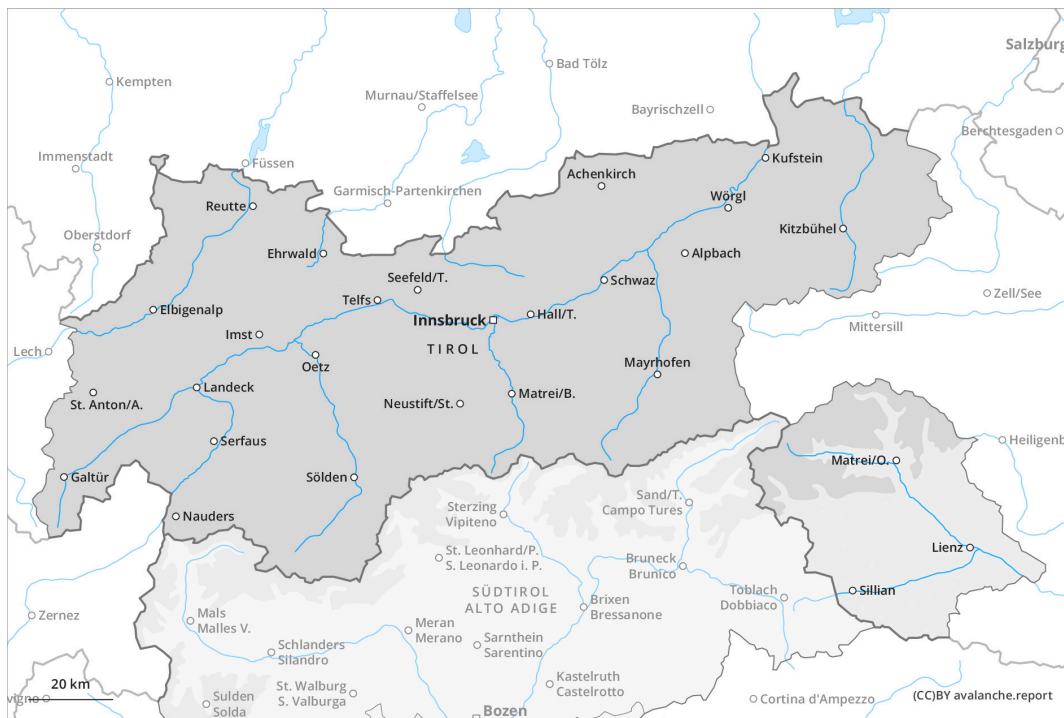 Salzburg
Bad Tölz
Kempten
Murnau/Staffelsee
Bayrischzell
Berchtesgaden
Immenstadt
Füssen
Kufstein
Achenkirch
Garmisch-Partenkirchen
Reutte
Wörgl
Oberstdorf
Kitzbühel
Ehrwald
Alpbach
Seefeld/T.
Schwaz
Zell/See
Telfs
Elbigenalp
Hall/T.
Innsbruck
Mittersill
Imst
TIROL
Lech
Oetz
Mayrhofen
Landeck
St. Anton/A.
Neustift/St.
Matrei/B.
Serfaus
Heiligenb
Matrei/O.
Galtür
Sölden
Sand/T.
Campo Tures
Sterzing
Vipiteno
Nauders
Lienz
St. Leonhard/P.
S. Leonardo i. P.
Bruneck
Brunico
SÜDTIROL
ALTO ADIGE
Sillian
Toblach
Dobbiaco
Brixen
Bressanone
Zernez
Mals
Malles V.
Meran
Merano
Sarnthein
Sarentino
Schlanders
Silandro
Kastelruth
Castelrotto
20 km
St. Walburg
S. Valburga
vigno
Sulden
Solda
Cortina d'Ampezzo
(CC)BY avalanche.report
Bozen